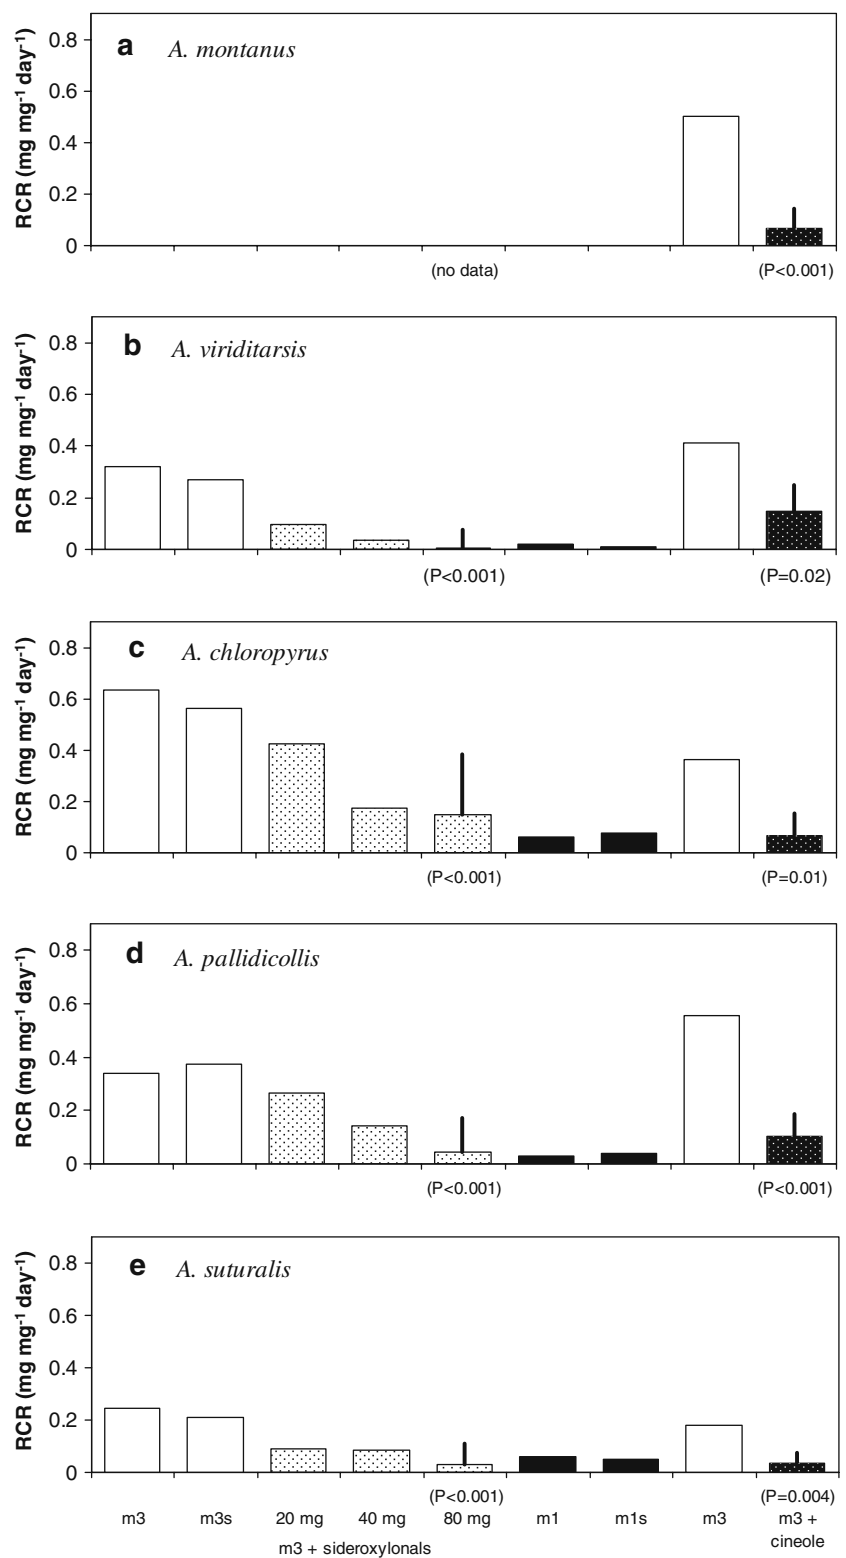 a A. montanus
RCR (mg mg⁻¹ day⁻¹)
0.8
0.6
0.4
0.2
0
(no data) (P<0.001)
b A. viriditarsis
RCR (mg mg⁻¹ day⁻¹)
0.8
0.6
0.4
0.2
0
(P<0.001) (P=0.02)
c A. chloropyrus
RCR (mg mg⁻¹ day⁻¹)
0.8
0.6
0.4
0.2
0
(P<0.001) (P=0.01)
d A. pallidicollis
RCR (mg mg⁻¹ day⁻¹)
0.8
0.6
0.4
0.2
0
(P<0.001) (P<0.001)
e A. suturalis
RCR (mg mg⁻¹ day⁻¹)
0.8
0.6
0.4
0.2
0
(P<0.001) (P=0.004)
m3 m3s 20 mg 40 mg 80 mg m1 m1s m3 m3 +
cineole
m3 + sideroxylonals